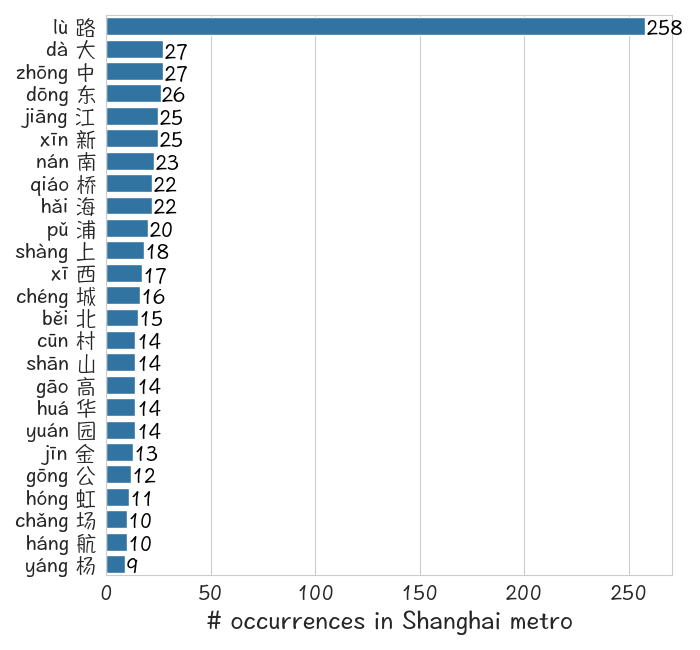 lù 路 258
dà 大 27
zhōng 中 27
dōng 东 26
jiāng 江 25
xīn 新 25
nán 南 23
qiáo 桥 22
hǎi 海 22
pǔ 浦 20
shàng 上 18
xī 西 17
chéng 城 16
běi 北 15
cūn 村 14
shān 山 14
gāo 高 14
huá 华 14
yuán 园 14
jīn 金 13
gōng 公 12
hóng 虹 11
chǎng 场 10
háng 航 10
yáng 杨 9
0 50 100 150 200 250
# occurrences in Shanghai metro